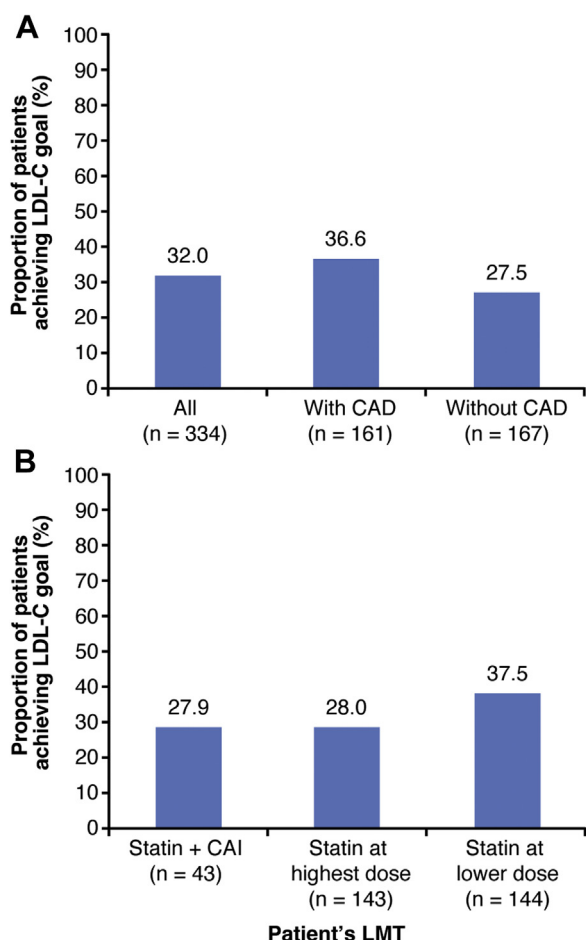 A
Proportion of patients
achieving LDL-C goal (%)
100
90
80
70
60
50
40
30
20
10
0
32.0
36.6
27.5
All
(n = 334)
With CAD
(n = 161)
Without CAD
(n = 167)
B
Proportion of patients
achieving LDL-C goal (%)
100
90
80
70
60
50
40
30
20
10
0
27.9
28.0
37.5
Statin + CAI
(n = 43)
Statin at
highest dose
(n = 143)
Statin at
lower dose
(n = 144)
Patient's LMT